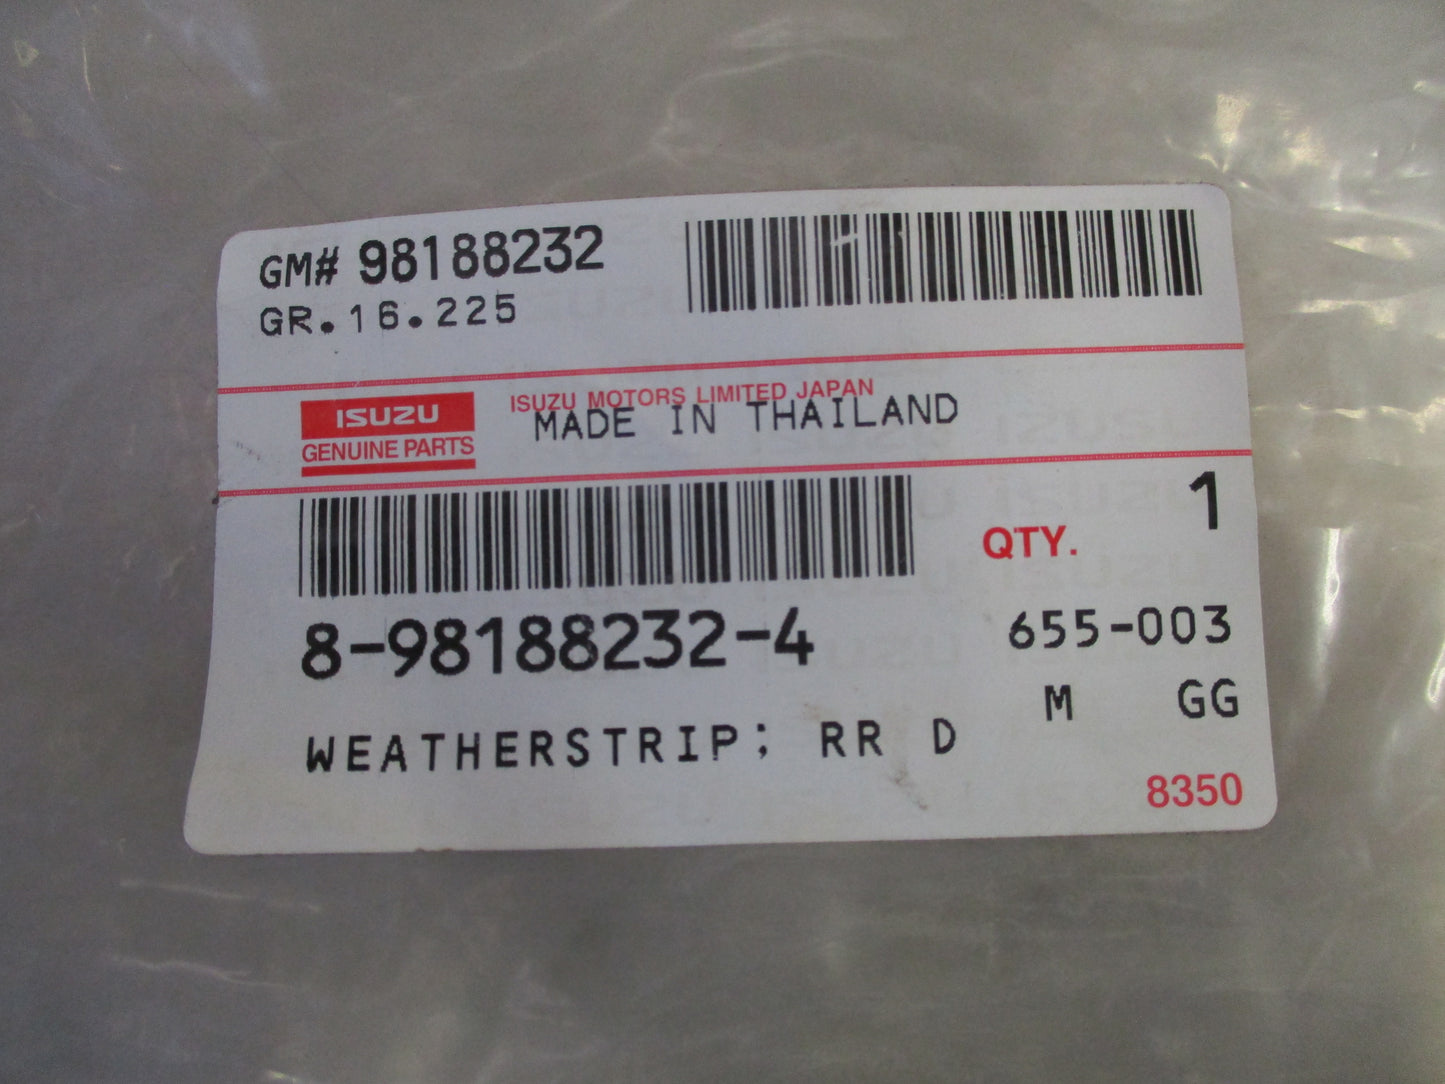 GM# 98188232
GR.16.225
ISUZU
GENUINE PARTS
ISUZU MOTORS LIMITED JAPAN
MADE IN THAILAND
QTY. 1
8-98188232-4
655-003
M GG
WEATHERSTRIP; RR D
8350